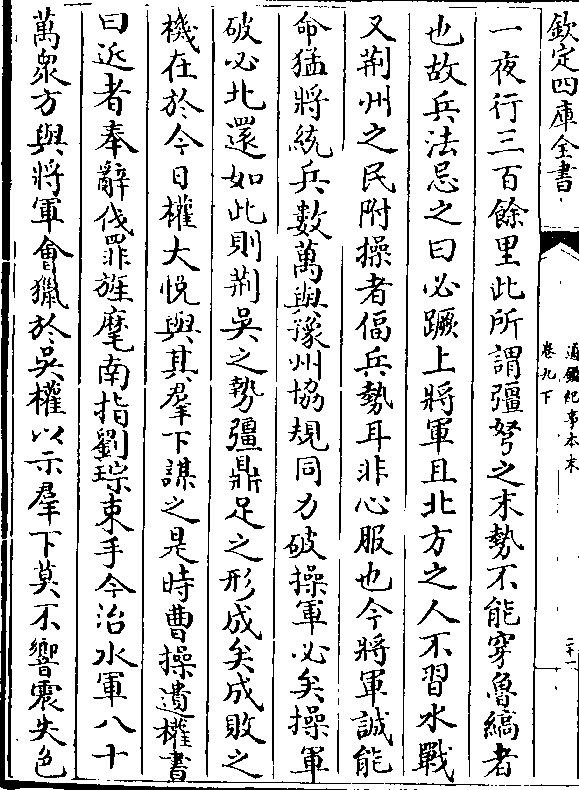 欽定四庫全書
通鑑紀事本末
卷九下
二十一
一夜行三百餘里此所謂彊弩之末勢不能穿魯縞者
也故兵法忌之曰必蹶上將軍且北方之人不習水戰
又荆州之民附操者偪兵勢耳非心服也今將軍誠能
命猛將統兵數萬與豫州協規同力破操軍必矣操軍
破必北還如此則荆吳之勢彊鼎足之形成矣成敗之
機在於今日權大悅與其羣下謀之是時曹操遺權書
曰近者奉辭伐罪旌麾南指劉琮束手今治水軍八十
萬衆方與將軍會獵於吳權以示羣下莫不響震失色